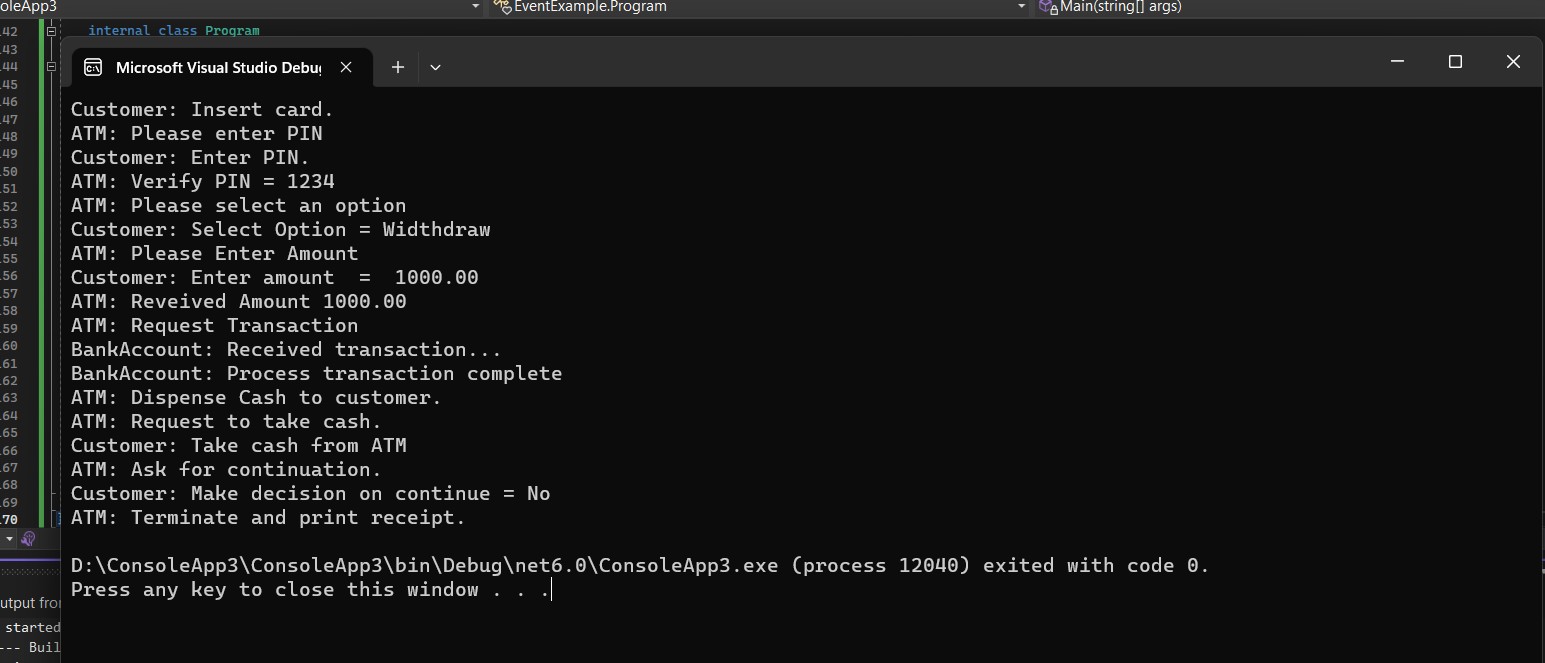 oleApp3 EventExample.Program Main(string[] args)
42 internal class Program
43
44
45
46
47
48
49
50
51
52
53
54
55
56
57
58
59
60
61
62
63
64
65
66
67
68
69
70
Microsoft Visual Studio Debu
Customer: Insert card.
ATM: Please enter PIN
Customer: Enter PIN.
ATM: Verify PIN = 1234
ATM: Please select an option
Customer: Select Option = Widthdraw
ATM: Please Enter Amount
Customer: Enter amount  =  1000.00
ATM: Reveived Amount 1000.00
ATM: Request Transaction
BankAccount: Received transaction...
BankAccount: Process transaction complete
ATM: Dispense Cash to customer.
ATM: Request to take cash.
Customer: Take cash from ATM
ATM: Ask for continuation.
Customer: Make decision on continue = No
ATM: Terminate and print receipt.
D:\ConsoleApp3\ConsoleApp3\bin\Debug\net6.0\ConsoleApp3.exe (process 12040) exited with code 0.
Press any key to close this window . . .
utput fro
started
--- Buil